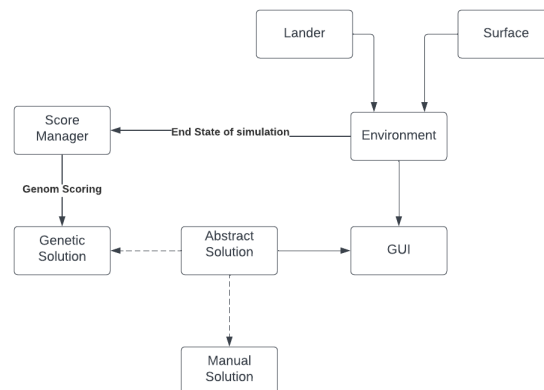 Lander
Surface
Score
Manager
End State of simulation
Environment
Genom Scoring
Genetic
Solution
Abstract
Solution
GUI
Manual
Solution